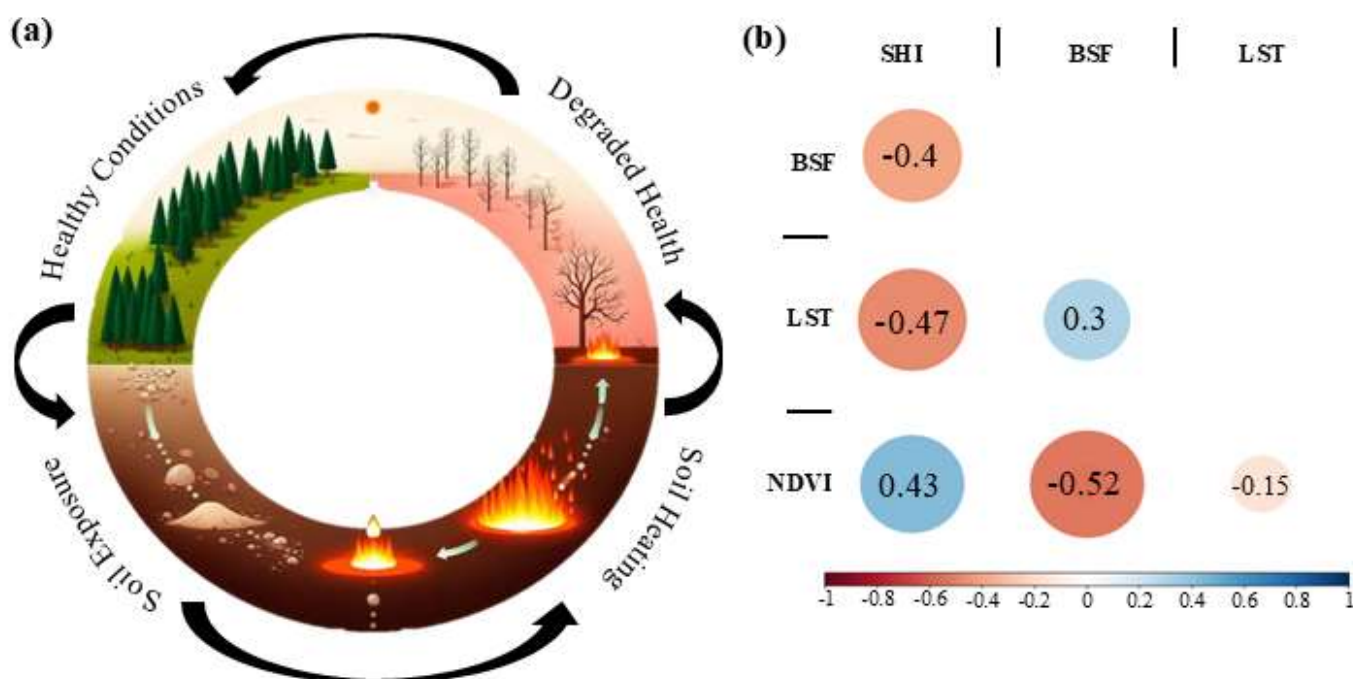 (a)
Healthy Conditions
Degraded Health
Soil Exposure
Soil Heating
(b)
SHI | BSF | LST
BSF
-0.4
LST
-0.47
0.3
NDVI
0.43
-0.52
-0.15
-1 -0.8 -0.6 -0.4 -0.2 0 0.2 0.4 0.6 0.8 1